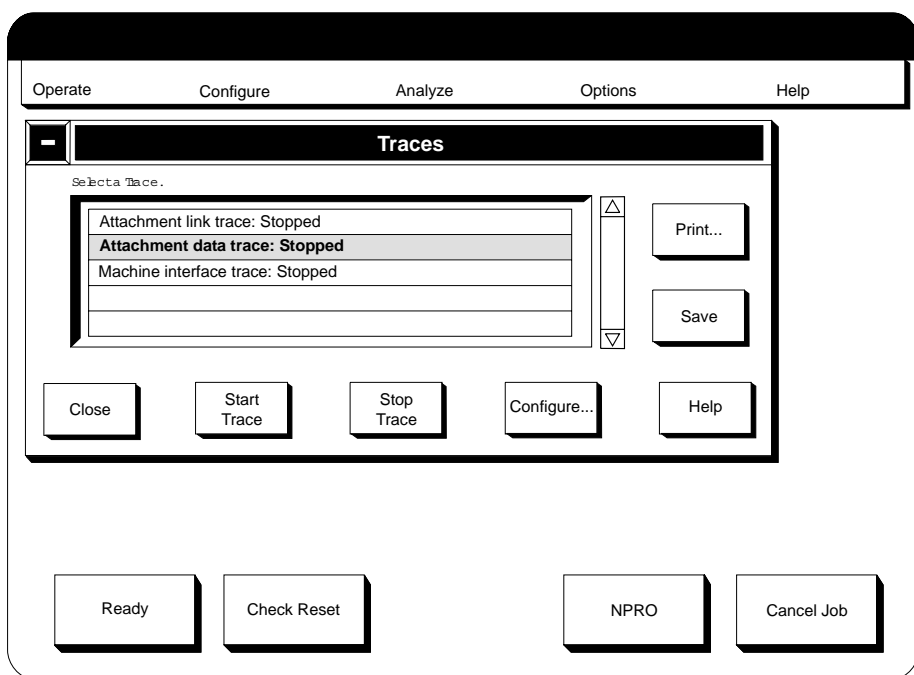 Operate Configure Analyze Options Help
Traces
Selecta Trace.
Attachment link trace: Stopped
Attachment data trace: Stopped
Machine interface trace: Stopped
Print...
Save
Close
Start
Trace
Stop
Trace
Configure...
Help
Ready
Check Reset
NPRO
Cancel Job